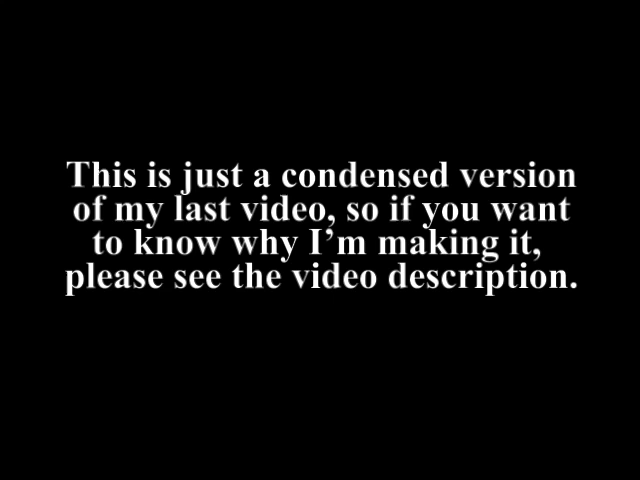 This is just a condensed version
of my last video, so if you want
to know why I’m making it,
please see the video description.